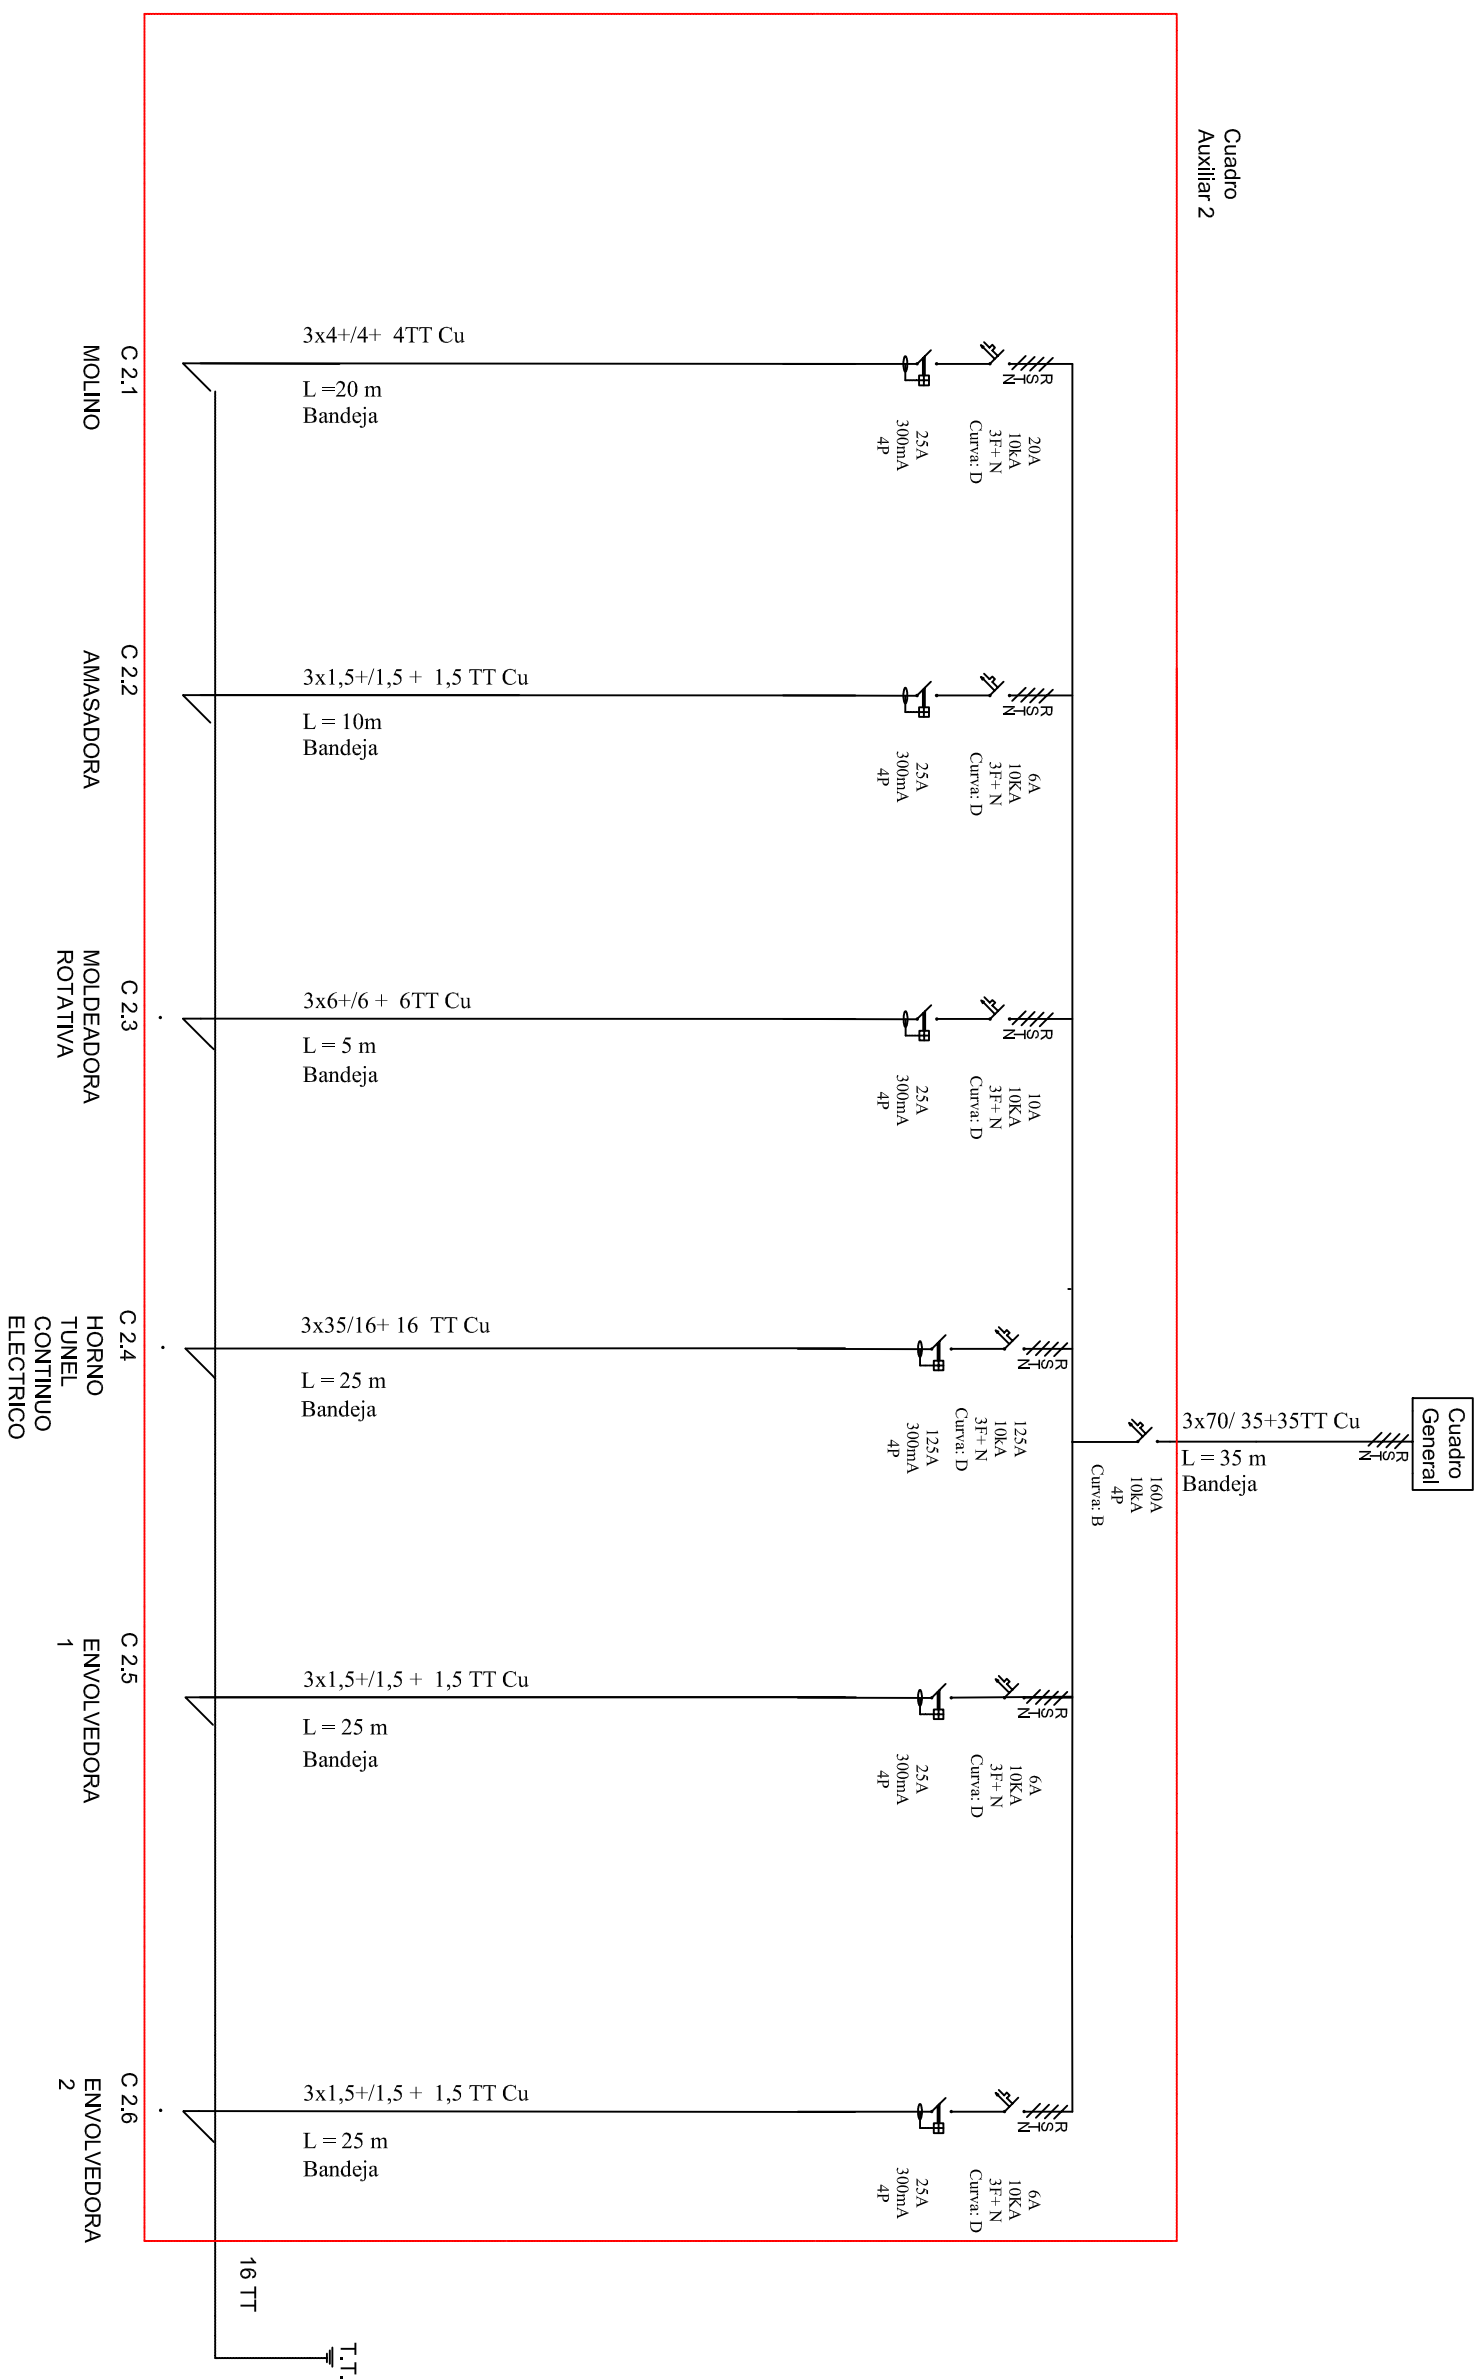 Cuadro
General
R
S
T
N
3x70/ 35+35TT Cu
L = 35 m
Bandeja
160A
10kA
4P
Curva: B
Cuadro
Auxiliar 2
R
S
T
N
20A
10kA
3F+ N
Curva: D
25A
300mA
4P
3x4+/4+ 4TT Cu
L =20 m
Bandeja
C 2.1
MOLINO
R
S
T
N
6A
10KA
3F+ N
Curva: D
25A
300mA
4P
3x1,5+/1,5 + 1,5 TT Cu
L = 10m
Bandeja
C 2.2
AMASADORA
R
S
T
N
10A
10KA
3F+ N
Curva: D
25A
300mA
4P
3x6+/6 + 6TT Cu
L = 5 m
Bandeja
C 2.3
MOLDEADORA
ROTATIVA
R
S
T
N
125A
10kA
3F+ N
Curva: D
125A
300mA
4P
3x35/16+ 16 TT Cu
L = 25 m
Bandeja
C 2.4
HORNO
TUNEL
CONTINUO
ELECTRICO
R
S
T
N
6A
10KA
3F+ N
Curva: D
25A
300mA
4P
3x1,5+/1,5 + 1,5 TT Cu
L = 25 m
Bandeja
C 2.5
ENVOLVEDORA
1
R
S
T
N
6A
10KA
3F+ N
Curva: D
25A
300mA
4P
3x1,5+/1,5 + 1,5 TT Cu
L = 25 m
Bandeja
C 2.6
ENVOLVEDORA
2
16 TT
T.T.